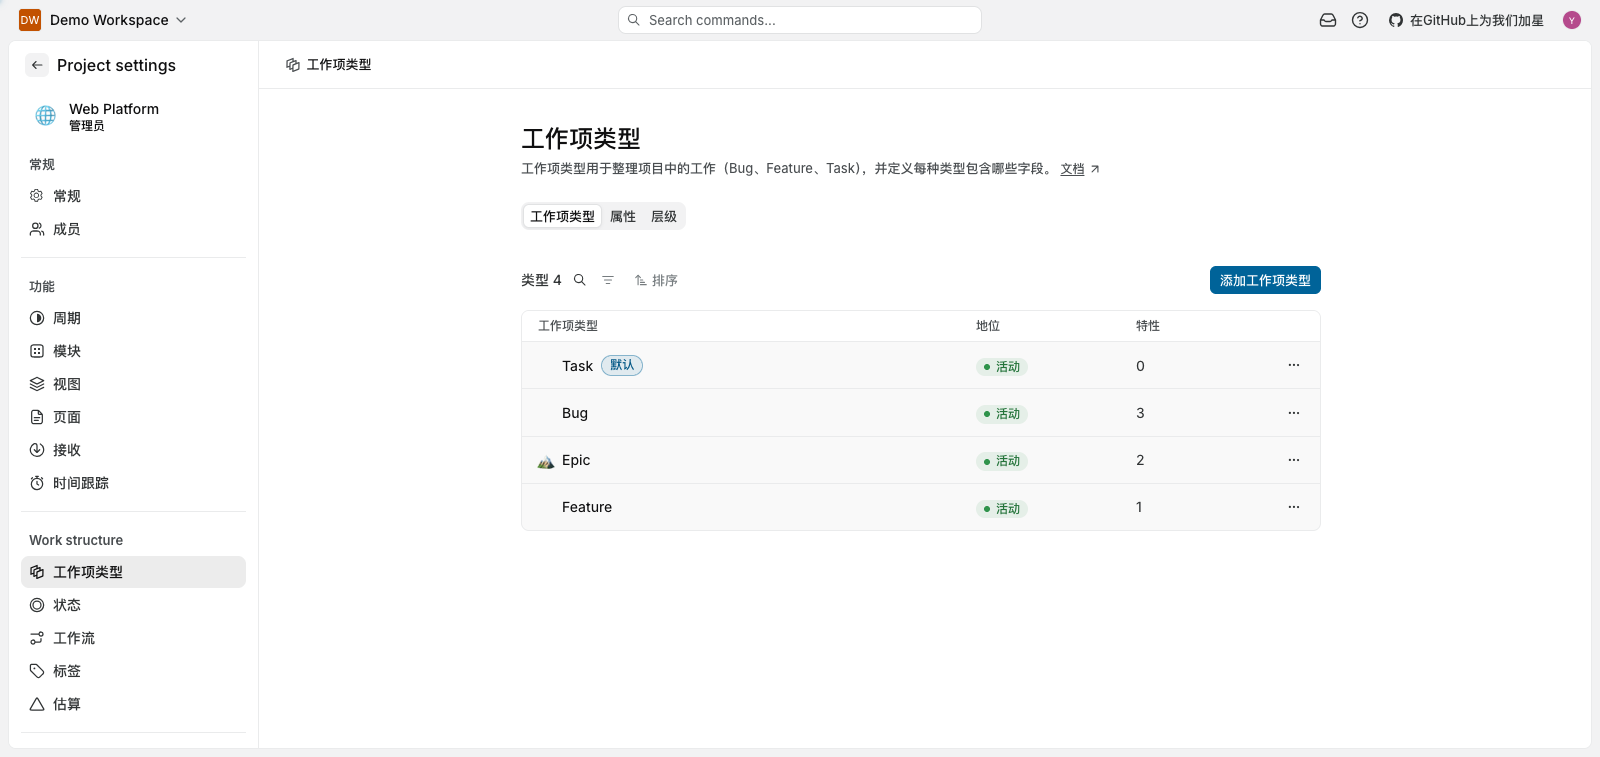 DW Demo Workspace
Search commands...
在GitHub上为我们加星
Y
Project settings
工作项类型
Web Platform
管理员
常规
常规
成员
功能
周期
模块
视图
页面
接收
时间跟踪
Work structure
工作项类型
状态
工作流
标签
估算
工作项类型
工作项类型用于整理项目中的工作（Bug、Feature、Task），并定义每种类型包含哪些字段。 文档
工作项类型 属性 层级
类型 4 排序 添加工作项类型
工作项类型 地位 特性
Task 默认 活动 0
Bug 活动 3
Epic 活动 2
Feature 活动 1